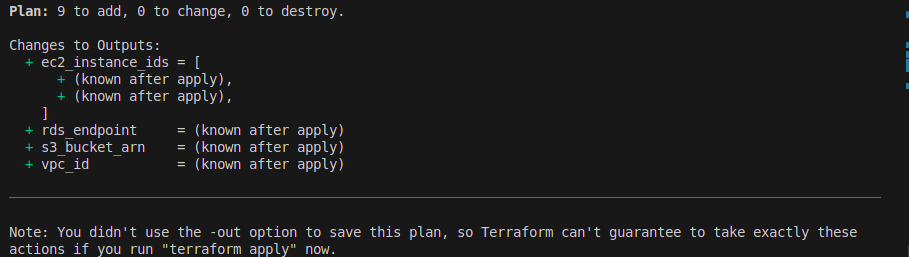 Plan: 9 to add, 0 to change, 0 to destroy.
Changes to Outputs:
+ ec2_instance_ids = [
+ (known after apply),
+ (known after apply),
]
+ rds_endpoint     = (known after apply)
+ s3_bucket_arn    = (known after apply)
+ vpc_id           = (known after apply)
Note: You didn't use the -out option to save this plan, so Terraform can't guarantee to take exactly these
actions if you run "terraform apply" now.